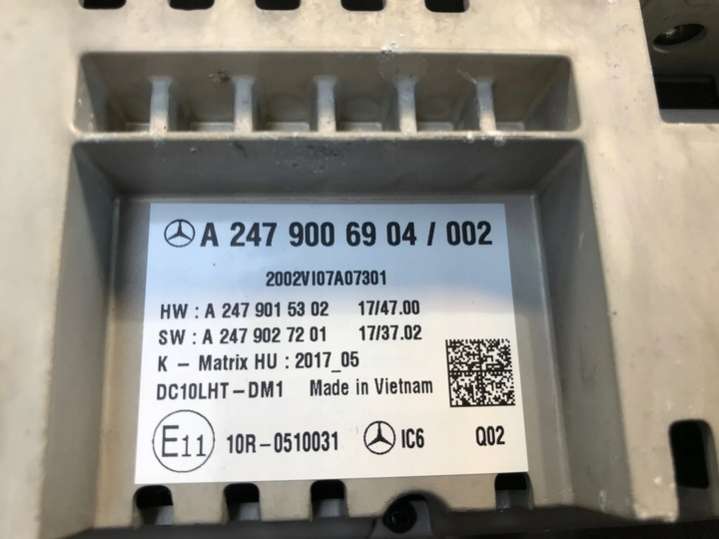 A 247 900 69 04 / 002
2002VI07A07301
HW : A 247 901 53 02 17/47.00
SW : A 247 902 72 01 17/37.02
K - Matrix HU : 2017_05
DC10LHT-DM1 Made in Vietnam
E11 10R-0510031 IC6 Q02